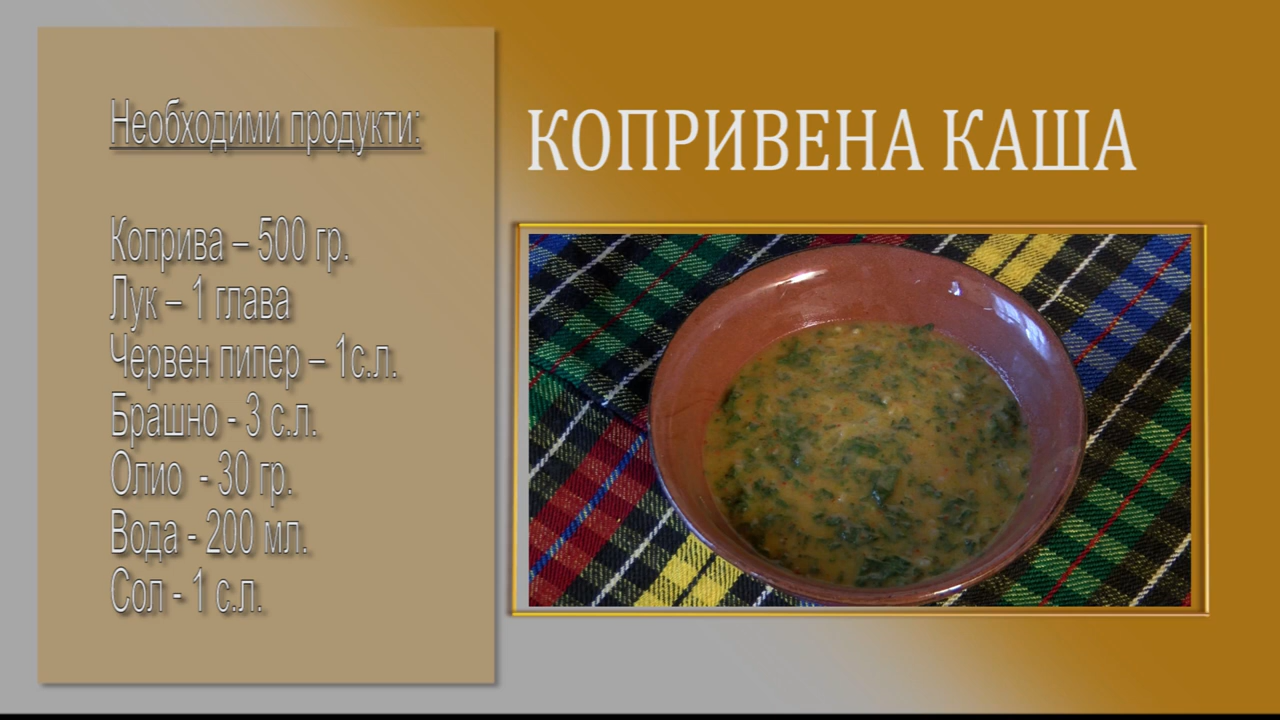 Необходими продукти:
Коприва – 500 гр.
Лук – 1 глава
Червен пипер – 1с.л.
Брашно - 3 с.л.
Олио - 30 гр.
Вода - 200 мл.
Сол - 1 с.л.
КОПРИВЕНА КАША